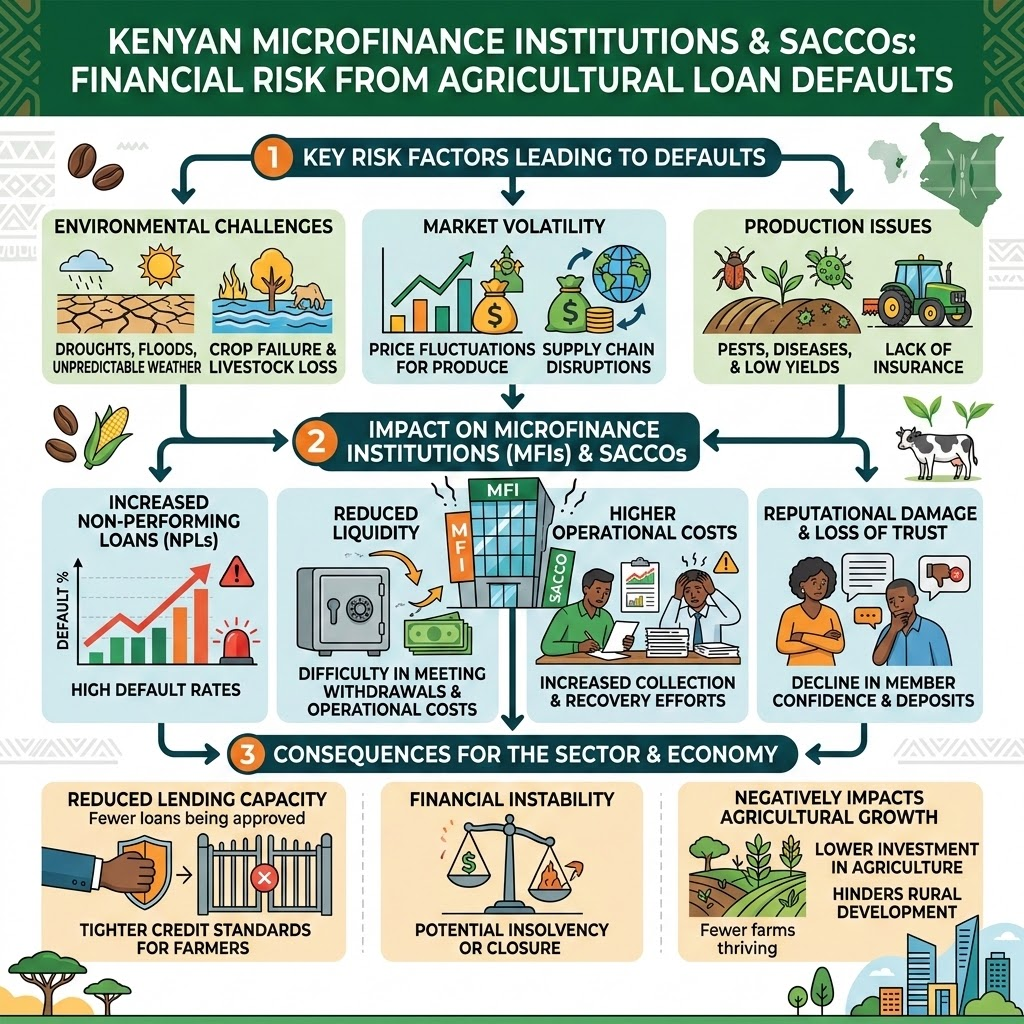 KENYAN MICROFINANCE INSTITUTIONS & SACCOs:
FINANCIAL RISK FROM AGRICULTURAL LOAN DEFAULTS
1 KEY RISK FACTORS LEADING TO DEFAULTS
ENVIRONMENTAL CHALLENGES
DROUGHTS, FLOODS,
UNPREDICTABLE WEATHER
CROP FAILURE &
LIVESTOCK LOSS
MARKET VOLATILITY
$
$
PRICE FLUCTUATIONS
FOR PRODUCE
SUPPLY CHAIN
DISRUPTIONS
PRODUCTION ISSUES
PESTS, DISEASES,
& LOW YIELDS
LACK OF
INSURANCE
2 IMPACT ON MICROFINANCE
INSTITUTIONS (MFIs) & SACCOs
INCREASED
NON-PERFORMING
LOANS (NPLs)
DEFAULT %
HIGH DEFAULT RATES
REDUCED
LIQUIDITY
DIFFICULTY IN MEETING
WITHDRAWALS &
OPERATIONAL COSTS
MFI
MFI
SACCO
HIGHER
OPERATIONAL COSTS
INCREASED COLLECTION
& RECOVERY EFFORTS
REPUTATIONAL DAMAGE
& LOSS OF TRUST
DECLINE IN MEMBER
CONFIDENCE & DEPOSITS
3 CONSEQUENCES FOR THE SECTOR & ECONOMY
REDUCED LENDING CAPACITY
Fewer loans being approved
TIGHTER CREDIT STANDARDS
FOR FARMERS
FINANCIAL INSTABILITY
$
POTENTIAL INSOLVENCY
OR CLOSURE
NEGATIVELY IMPACTS
AGRICULTURAL GROWTH
LOWER INVESTMENT
IN AGRICULTURE
HINDERS RURAL
DEVELOPMENT
Fewer farms
thriving